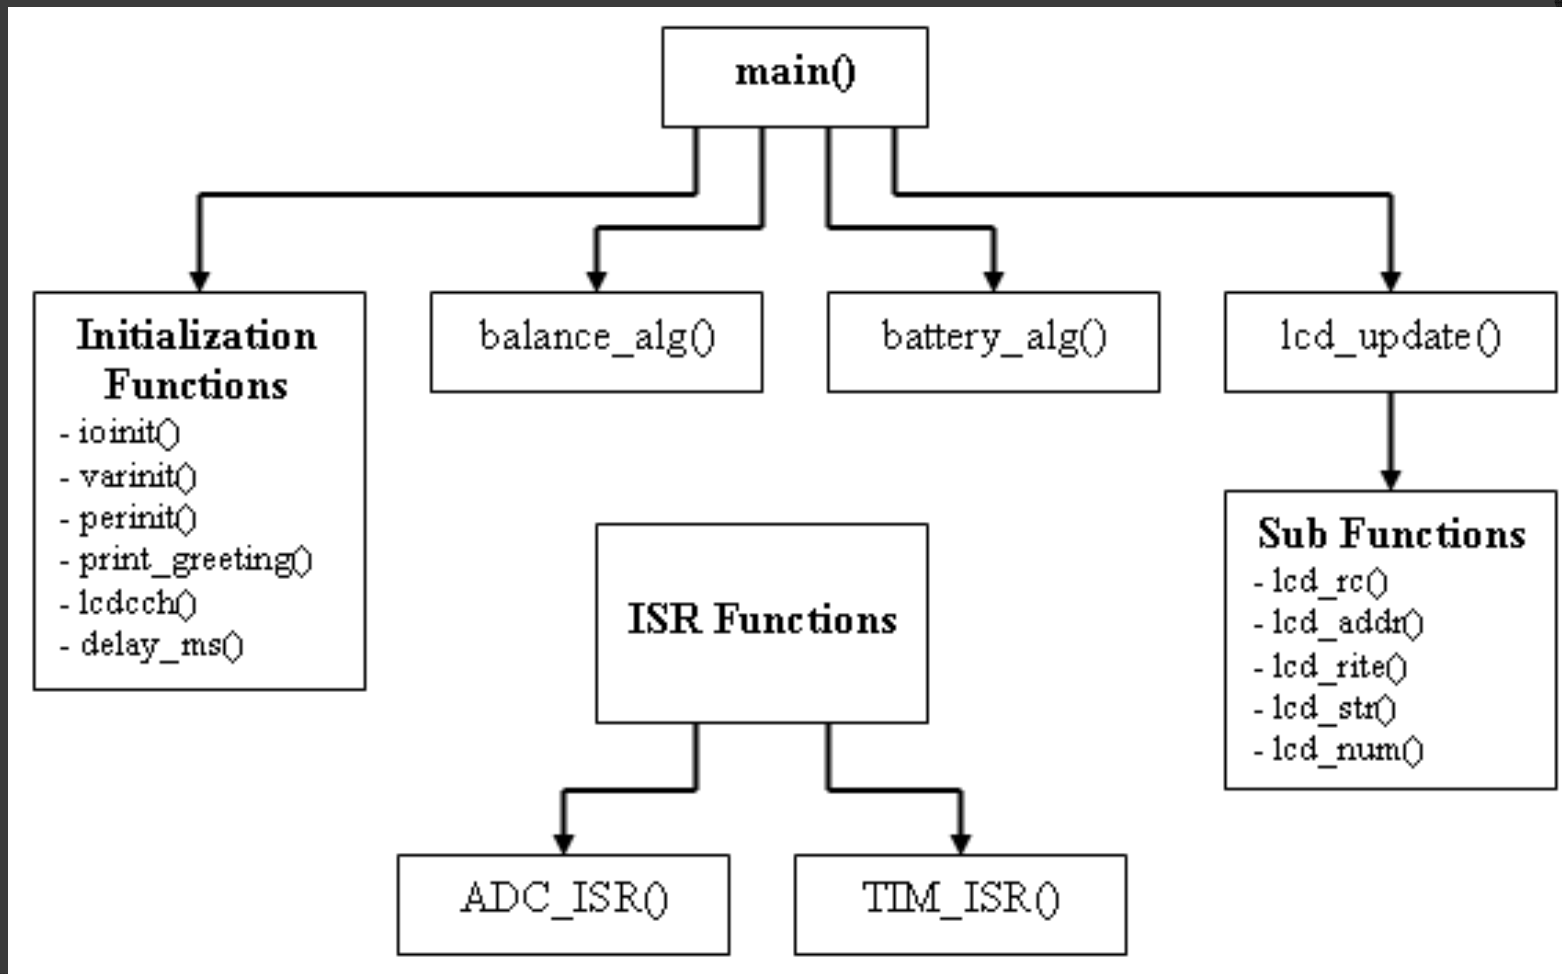 main()
Initialization
Functions
- ioinit()
- varinit()
- perinit()
- print_greeting()
- lcdcch()
- delay_ms()
balance_alg()
battery_alg()
lcd_update()
Sub Functions
- lcd_rc()
- lcd_addr()
- lcd_rite()
- lcd_str()
- lcd_num()
ISR Functions
ADC_ISR()
TIM_ISR()